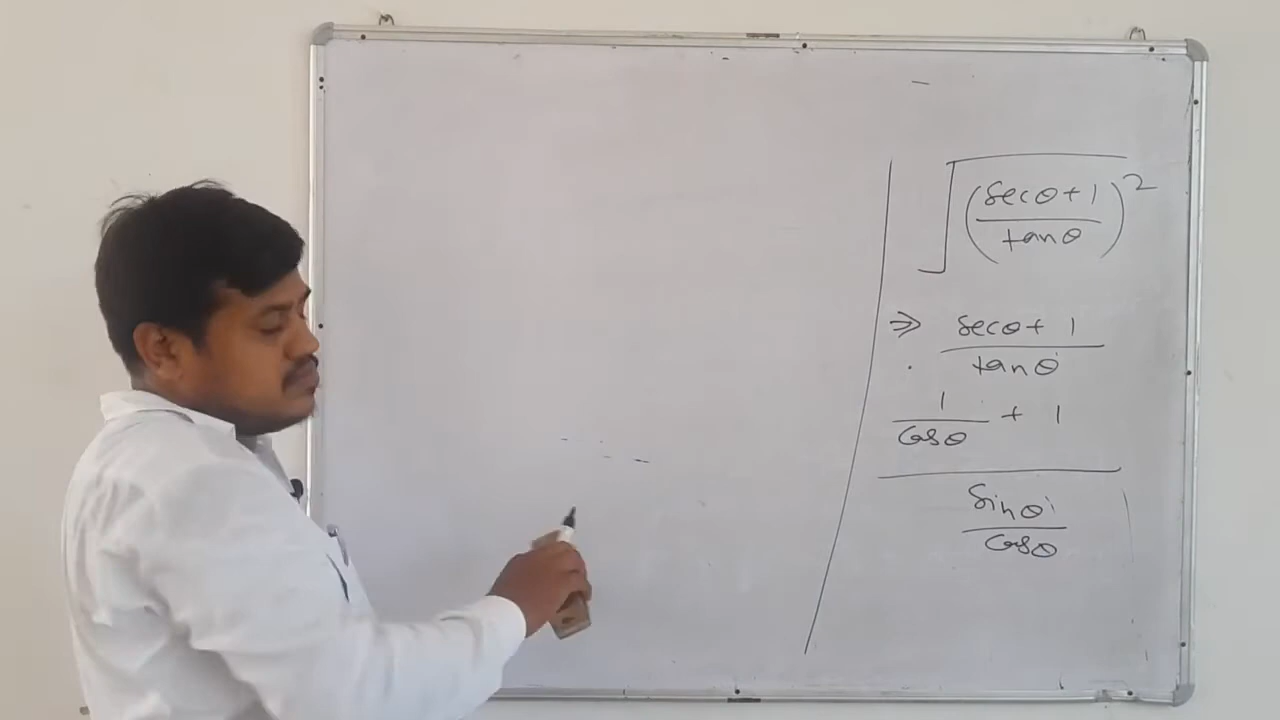 √((secθ+1)/(tanθ))²
⇒ (secθ+1)/(tanθ)
(1/cosθ + 1)/(sinθ/cosθ)